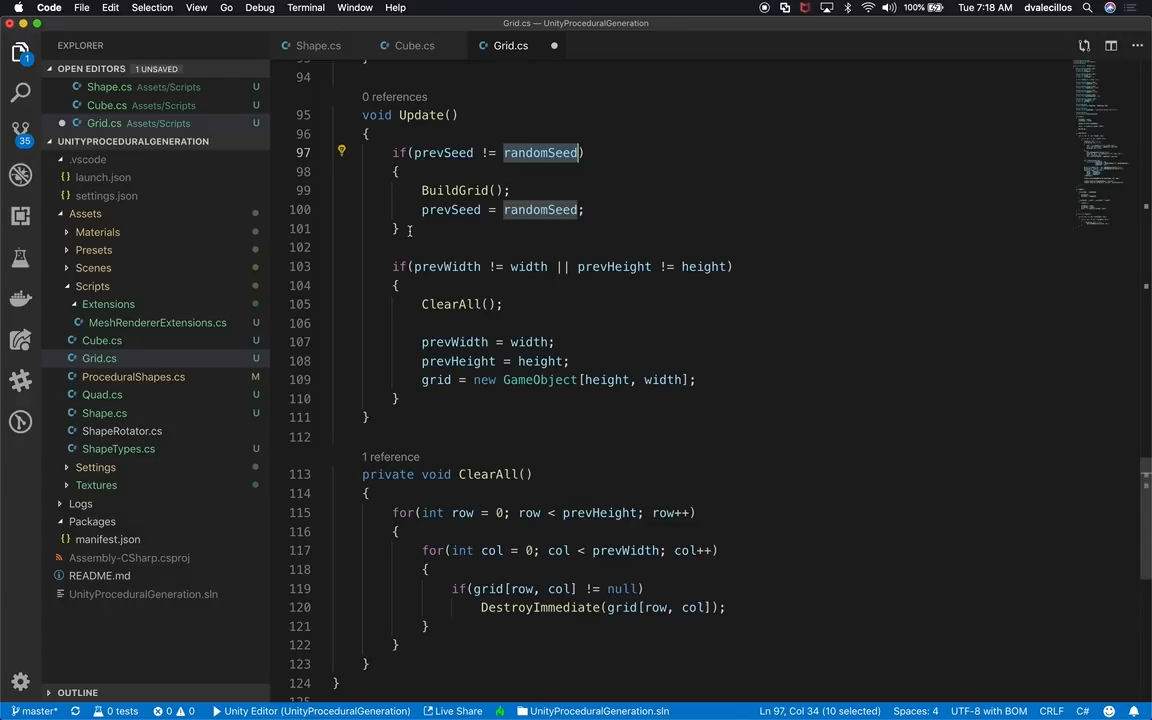 Code File Edit Selection View Go Debug Terminal Window Help 100% Tue 7:18 AM dvalecillos
Grid.cs — UnityProceduralGeneration
EXPLORER
Shape.cs Cube.cs Grid.cs
OPEN EDITORS 1 UNSAVED
Shape.cs Assets/Scripts U
Cube.cs Assets/Scripts U
Grid.cs Assets/Scripts U
UNITYPROCEDURALGENERATION
.vscode
launch.json
settings.json
Assets
Materials
Presets
Scenes
Scripts
Extensions
MeshRendererExtensions.cs U
Cube.cs U
Grid.cs U
ProceduralShapes.cs M
Quad.cs U
Shape.cs U
ShapeRotator.cs
ShapeTypes.cs U
Settings
Textures
Logs
Packages
manifest.json
Assembly-CSharp.csproj
README.md
UnityProceduralGeneration.sln
OUTLINE
1
35
94
0 references
95 void Update()
96 {
97 if(prevSeed != randomSeed)
98 {
99 BuildGrid();
100 prevSeed = randomSeed;
101 }
102
103 if(prevWidth != width || prevHeight != height)
104 {
105 ClearAll();
106
107 prevWidth = width;
108 prevHeight = height;
109 grid = new GameObject[height, width];
110 }
111 }
112
1 reference
113 private void ClearAll()
114 {
115 for(int row = 0; row < prevHeight; row++)
116 {
117 for(int col = 0; col < prevWidth; col++)
118 {
119 if(grid[row, col] != null)
120 DestroyImmediate(grid[row, col]);
121 }
122 }
123 }
124 }
master* 0 tests 0 0 Unity Editor (UnityProceduralGeneration) Live Share UnityProceduralGeneration.sln Ln 97, Col 34 (10 selected) Spaces: 4 UTF-8 with BOM CRLF C#